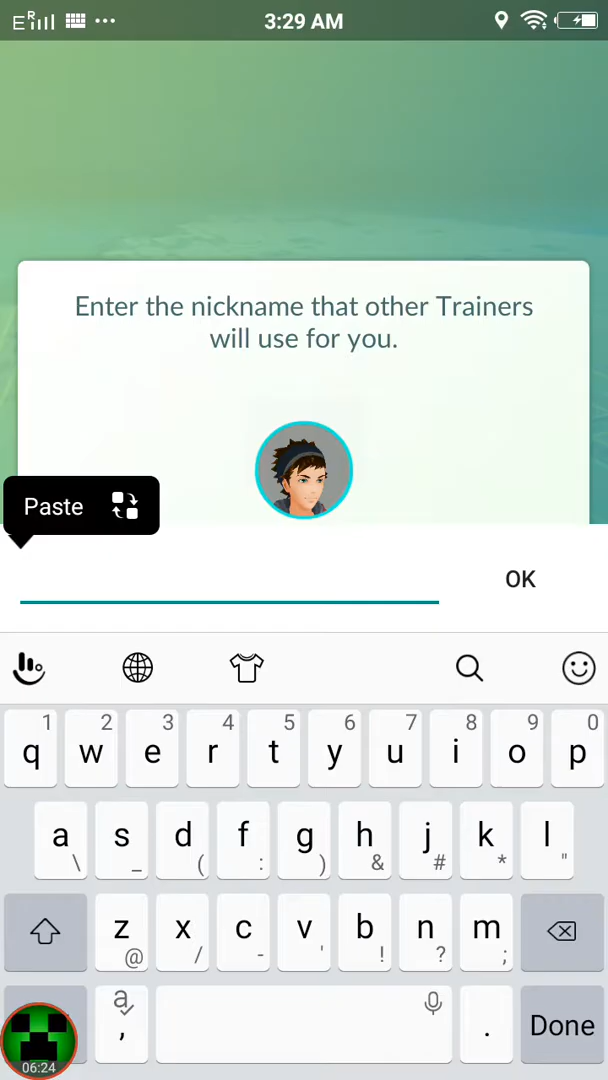 E R 3:29 AM
Enter the nickname that other Trainers
will use for you.
Paste
OK
1 2 3 4 5 6 7 8 9 0
q w e r t y u i o p
a s d f g h j k l
\ _ ( : ) & # * "
z x c v b n m
@ / - ' ! ? ;
a
, . Done
06:24